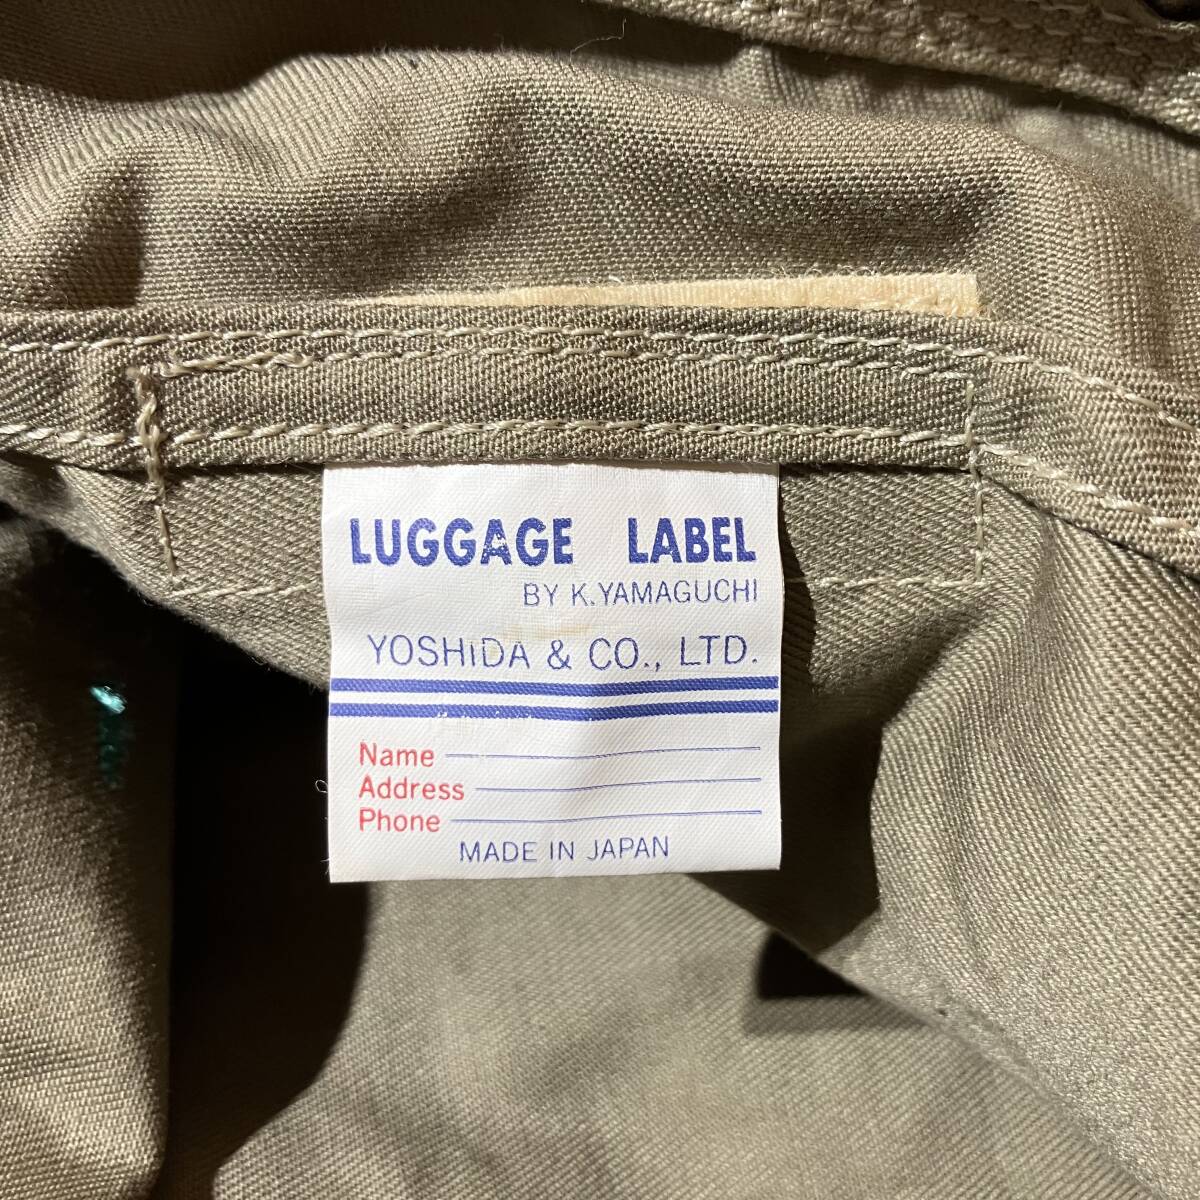 LUGGAGE LABEL
BY K.YAMAGUCHI
YOSHIDA & CO., LTD.
Name
Address
Phone
MADE IN JAPAN